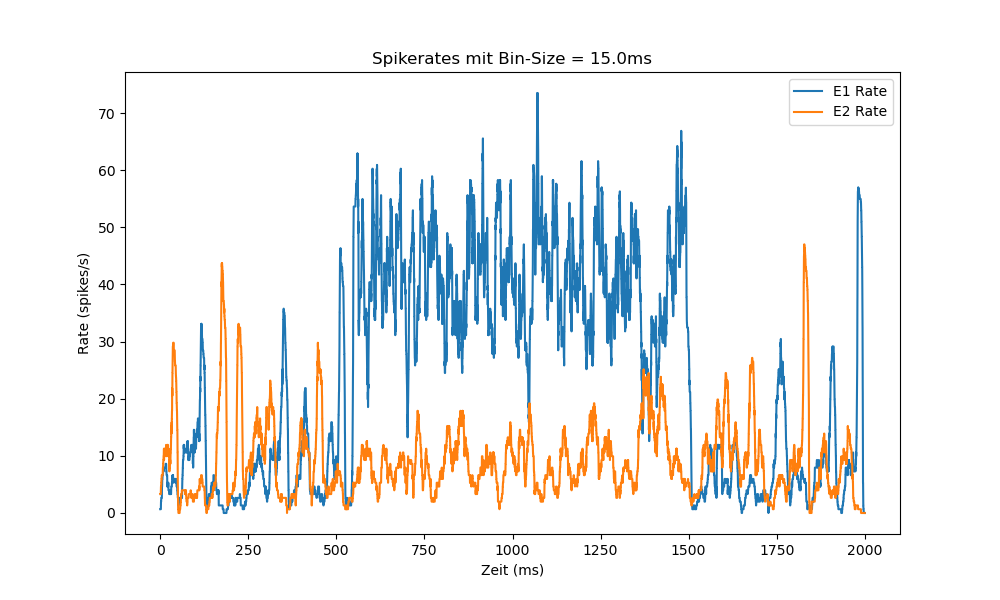 Spikerates mit Bin-Size = 15.0ms
E1 Rate
E2 Rate
Rate (spikes/s)
70
60
50
40
30
20
10
0
0 250 500 750 1000 1250 1500 1750 2000
Zeit (ms)